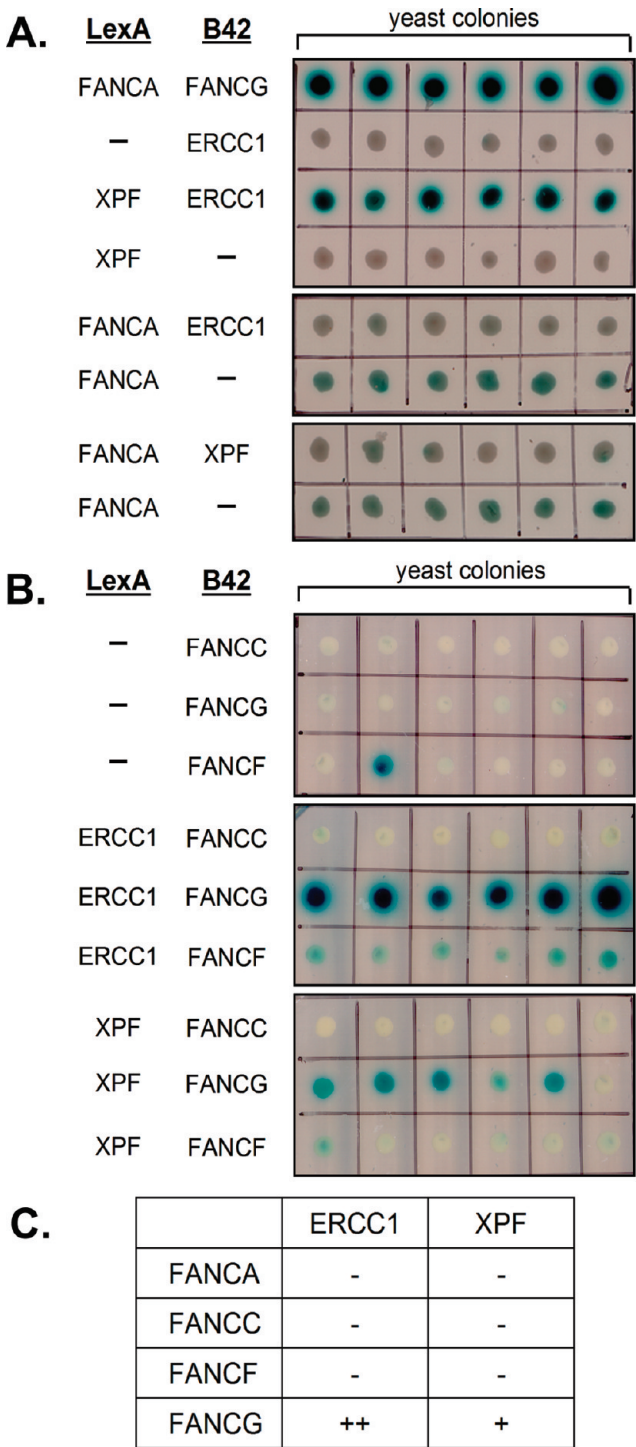 A. LexA B42 yeast colonies
FANCA FANCG
– ERCC1
XPF ERCC1
XPF –
FANCA ERCC1
FANCA –
FANCA XPF
FANCA –
B. LexA B42 yeast colonies
– FANCC
– FANCG
– FANCF
ERCC1 FANCC
ERCC1 FANCG
ERCC1 FANCF
XPF FANCC
XPF FANCG
XPF FANCF
C.
ERCC1 XPF
FANCA - -
FANCC - -
FANCF - -
FANCG ++ +